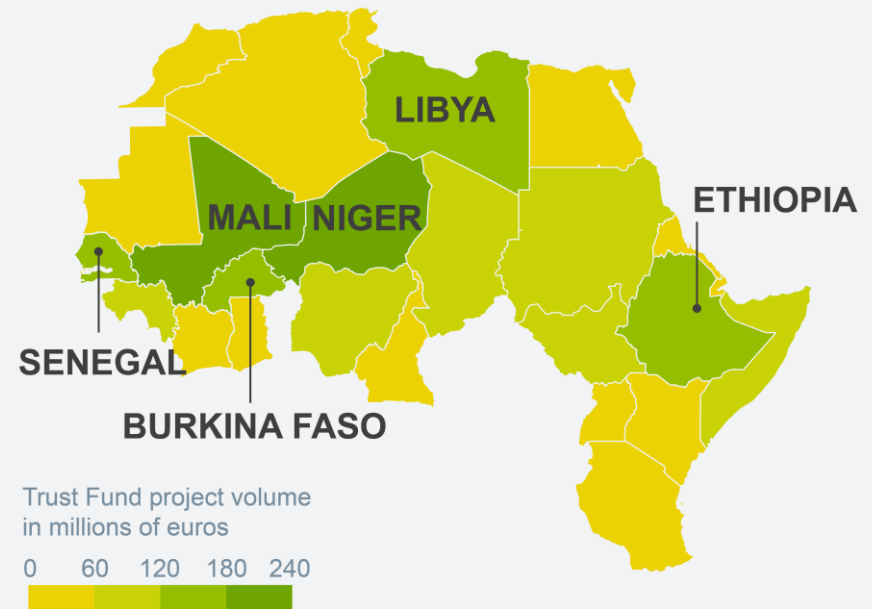 LIBYA
ETHIOPIA
MALI NIGER
SENEGAL
BURKINA FASO
Trust Fund project volume
in millions of euros
0 60 120 180 240